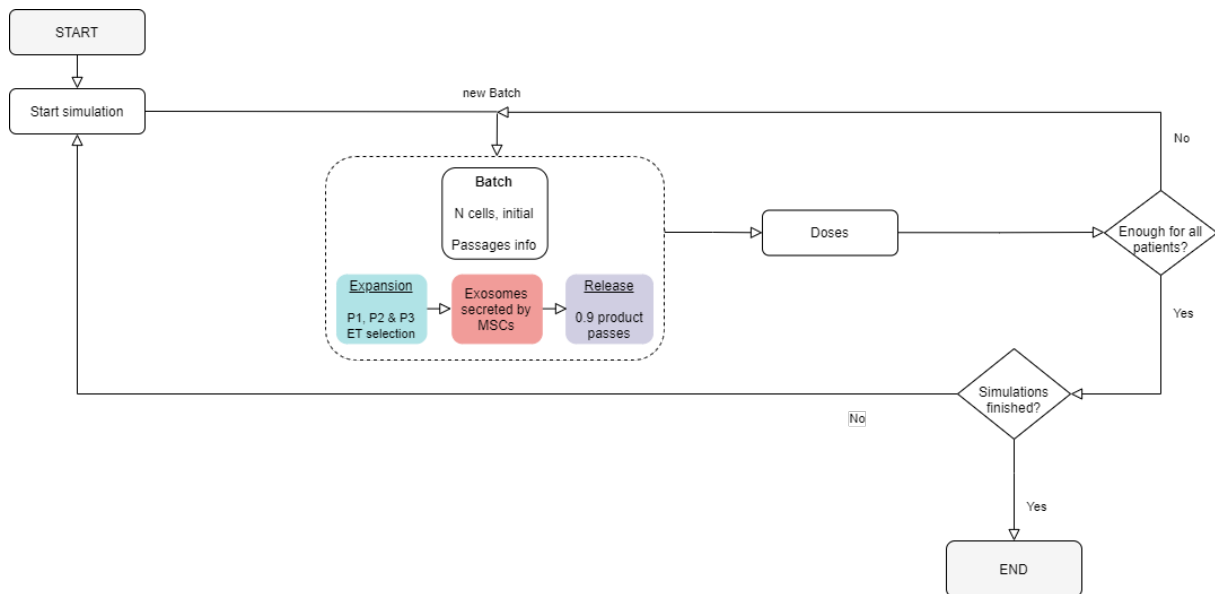 START
Start simulation
new Batch
No
Batch
N cells, initial
Passages info
Doses
Enough for all
patients?
Expansion
P1, P2 & P3
ET selection
Exosomes
secreted by
MSCs
Release
0.9 product
passes
Yes
Simulations
finished?
No
Yes
END